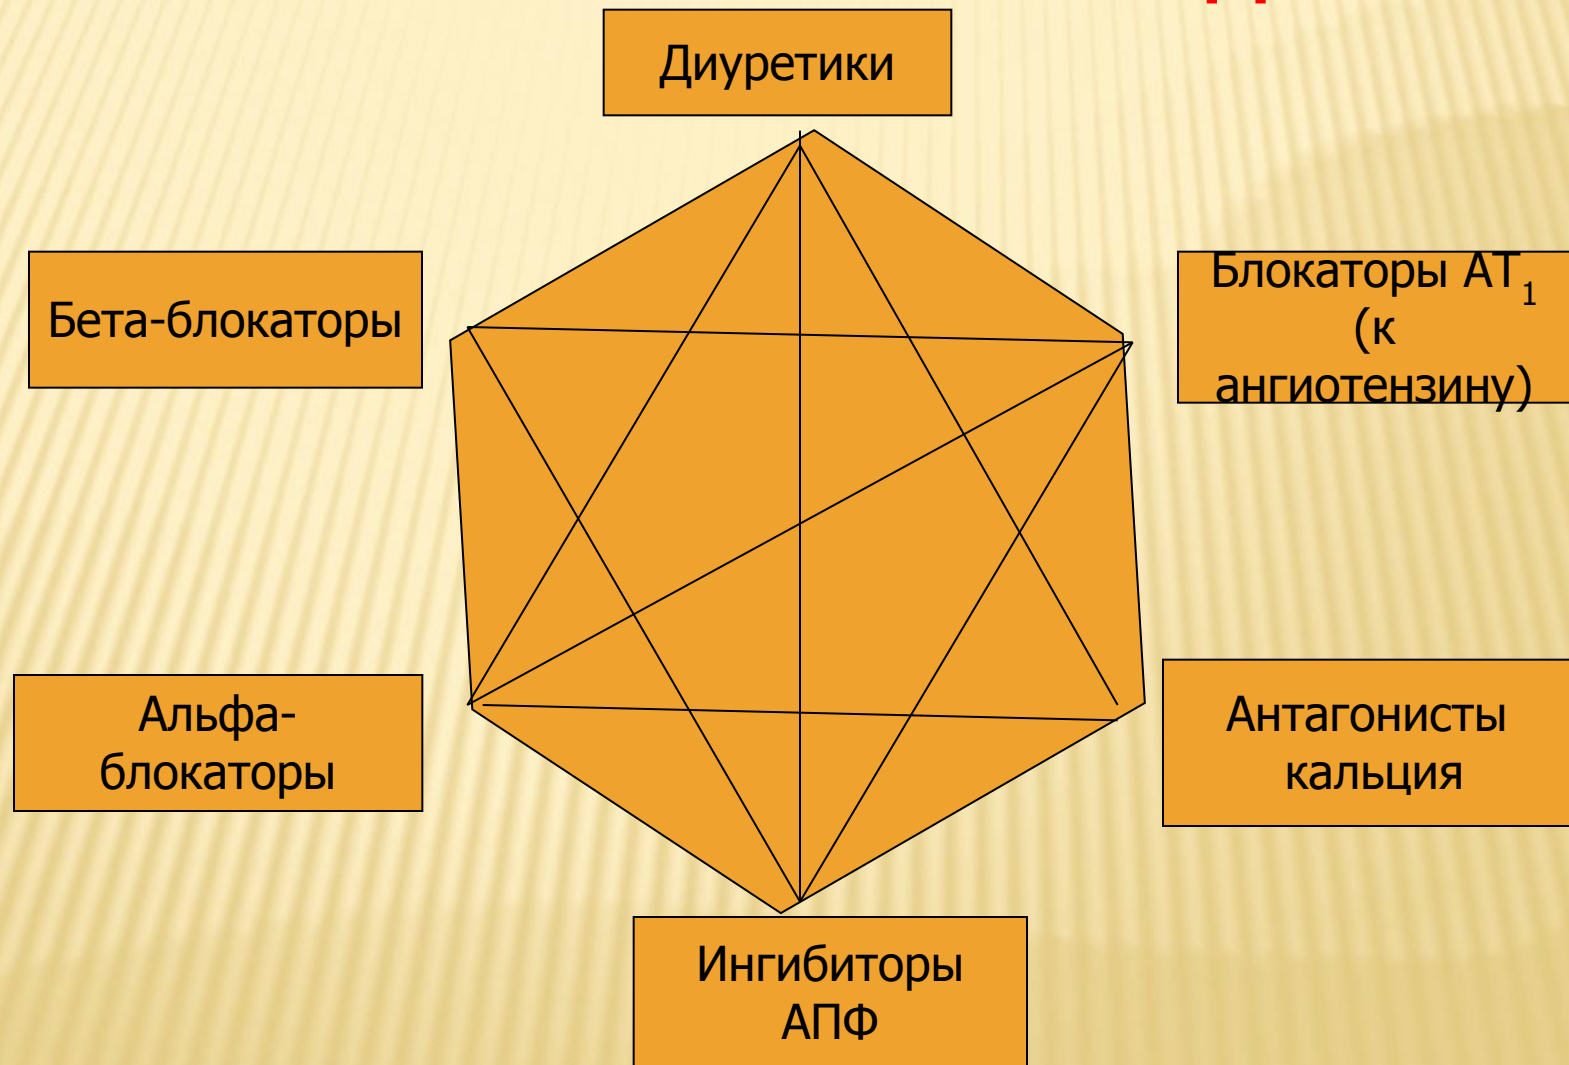 Диуретики
Бета-блокаторы
Блокаторы АТ1
(к
ангиотензину)
Альфа-
блокаторы
Антагонисты
кальция
Ингибиторы
АПФ